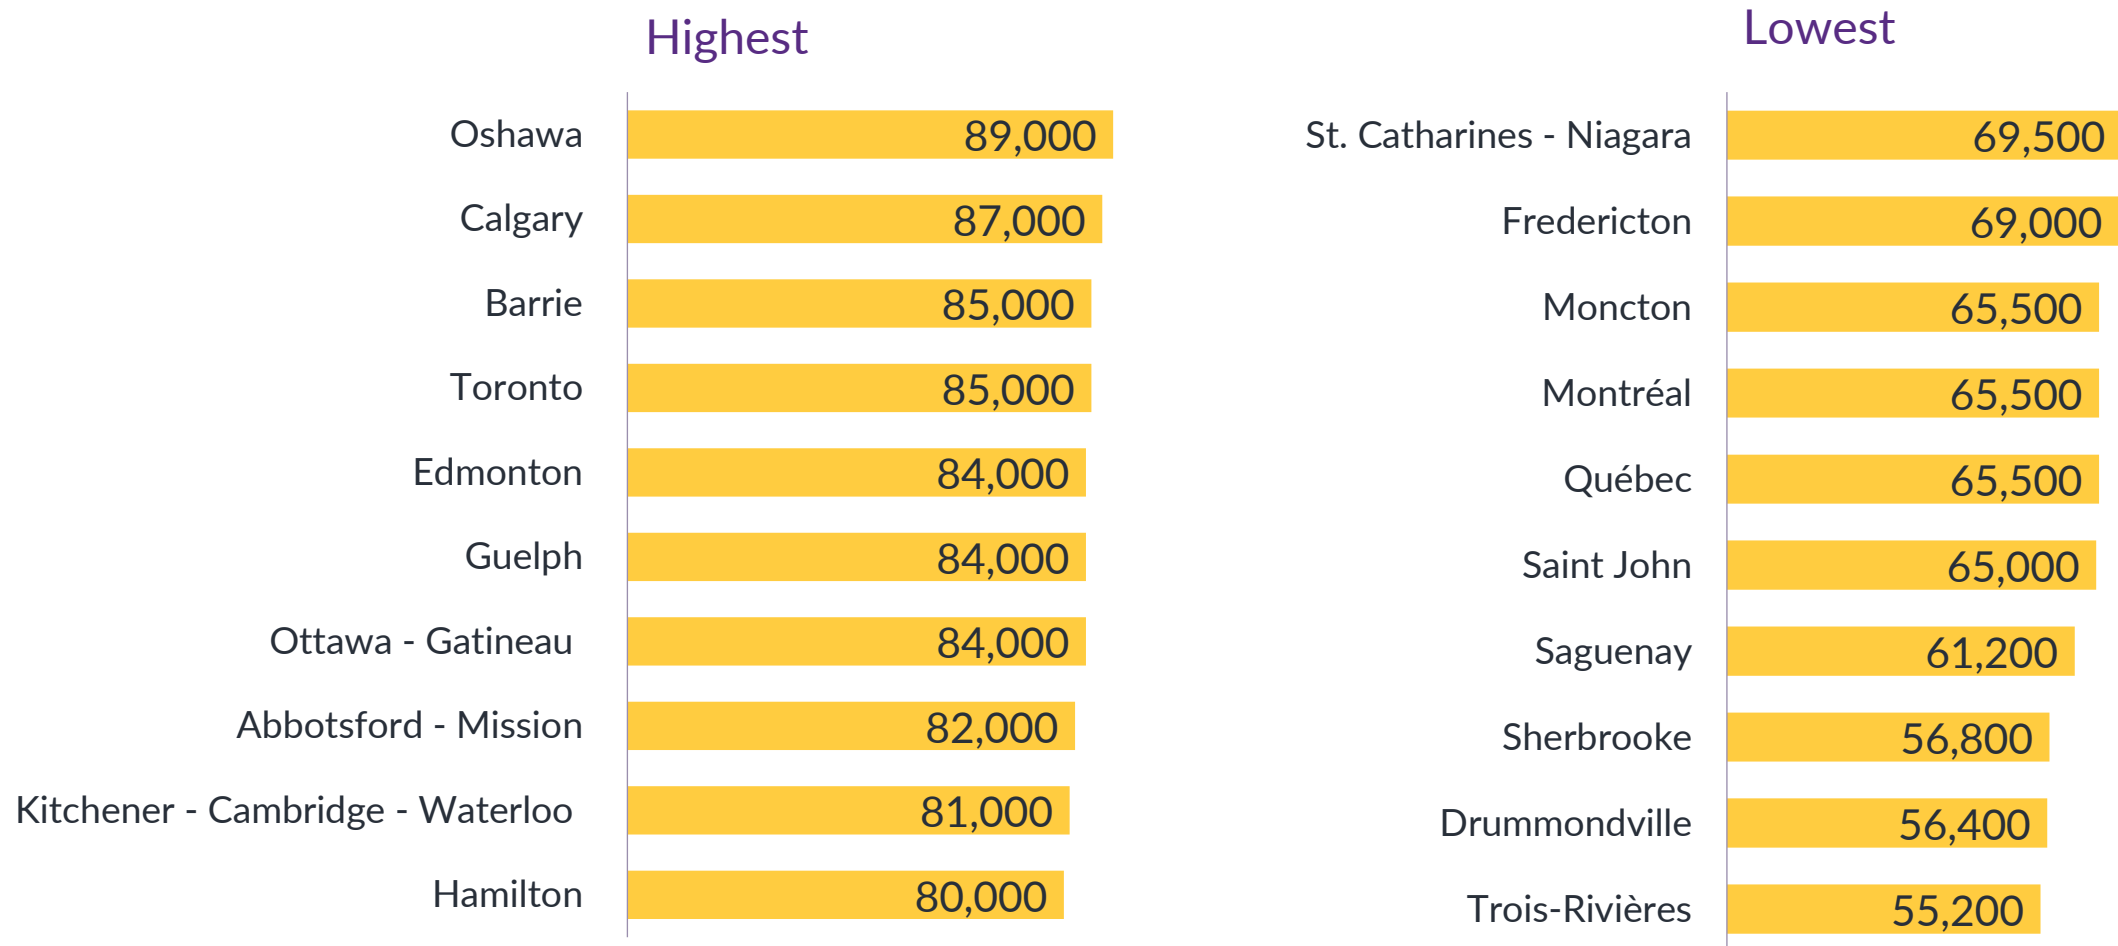 Highest
Oshawa 89,000
Calgary 87,000
Barrie 85,000
Toronto 85,000
Edmonton 84,000
Guelph 84,000
Ottawa - Gatineau 84,000
Abbotsford - Mission 82,000
Kitchener - Cambridge - Waterloo 81,000
Hamilton 80,000
Lowest
St. Catharines - Niagara 69,500
Fredericton 69,000
Moncton 65,500
Montréal 65,500
Québec 65,500
Saint John 65,000
Saguenay 61,200
Sherbrooke 56,800
Drummondville 56,400
Trois-Rivières 55,200